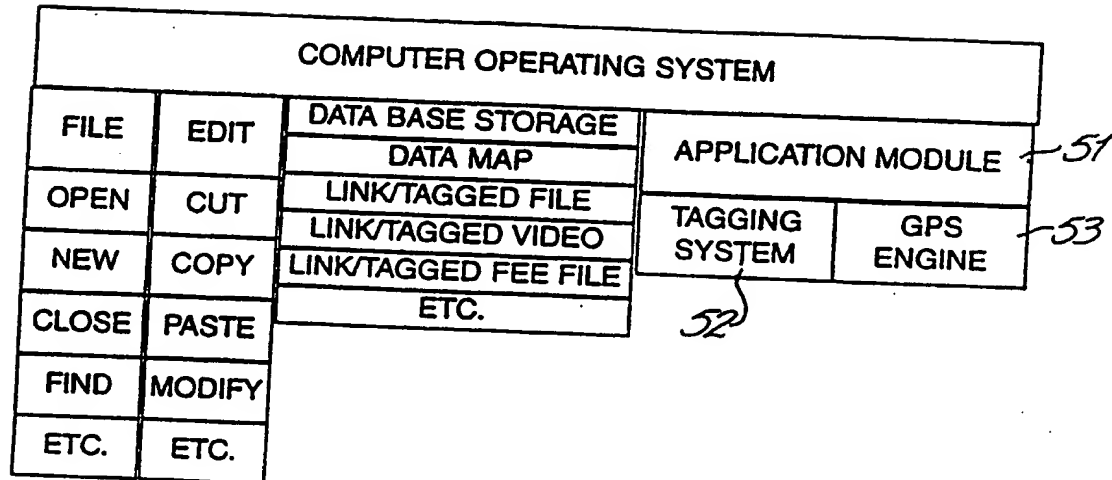 COMPUTER OPERATING SYSTEM
FILE
OPEN
NEW
CLOSE
FIND
ETC.
EDIT
CUT
COPY
PASTE
MODIFY
ETC.
DATA BASE STORAGE
DATA MAP
LINK/TAGGED FILE
LINK/TAGGED VIDEO
LINK/TAGGED FEE FILE
ETC.
APPLICATION MODULE
51
TAGGING
SYSTEM
52
GPS
ENGINE
53